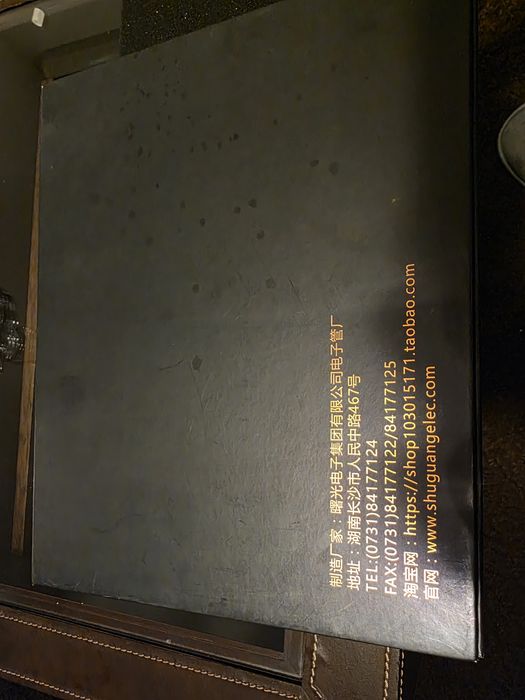 制造厂家：曙光电子集团有限公司电子管厂
地址：湖南长沙市人民中路467号
TEL:(0731)84177124
FAX:(0731)84177122/84177125
淘宝网：https://shop103015171.taobao.com
官网：www.shuguangelec.com